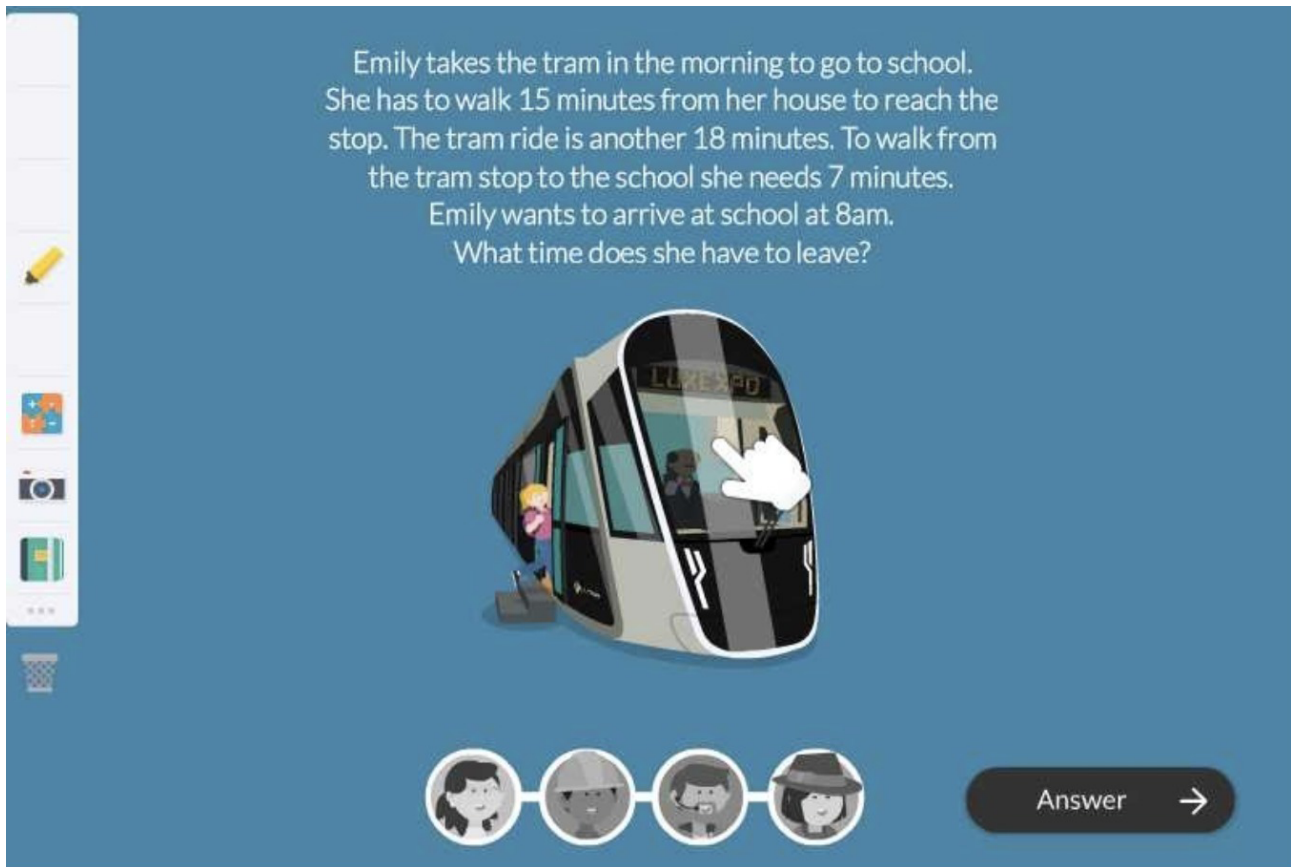 Emily takes the tram in the morning to go to school.
She has to walk 15 minutes from her house to reach the
stop. The tram ride is another 18 minutes. To walk from
the tram stop to the school she needs 7 minutes.
Emily wants to arrive at school at 8am.
What time does she have to leave?
LUXEXPO
Answer